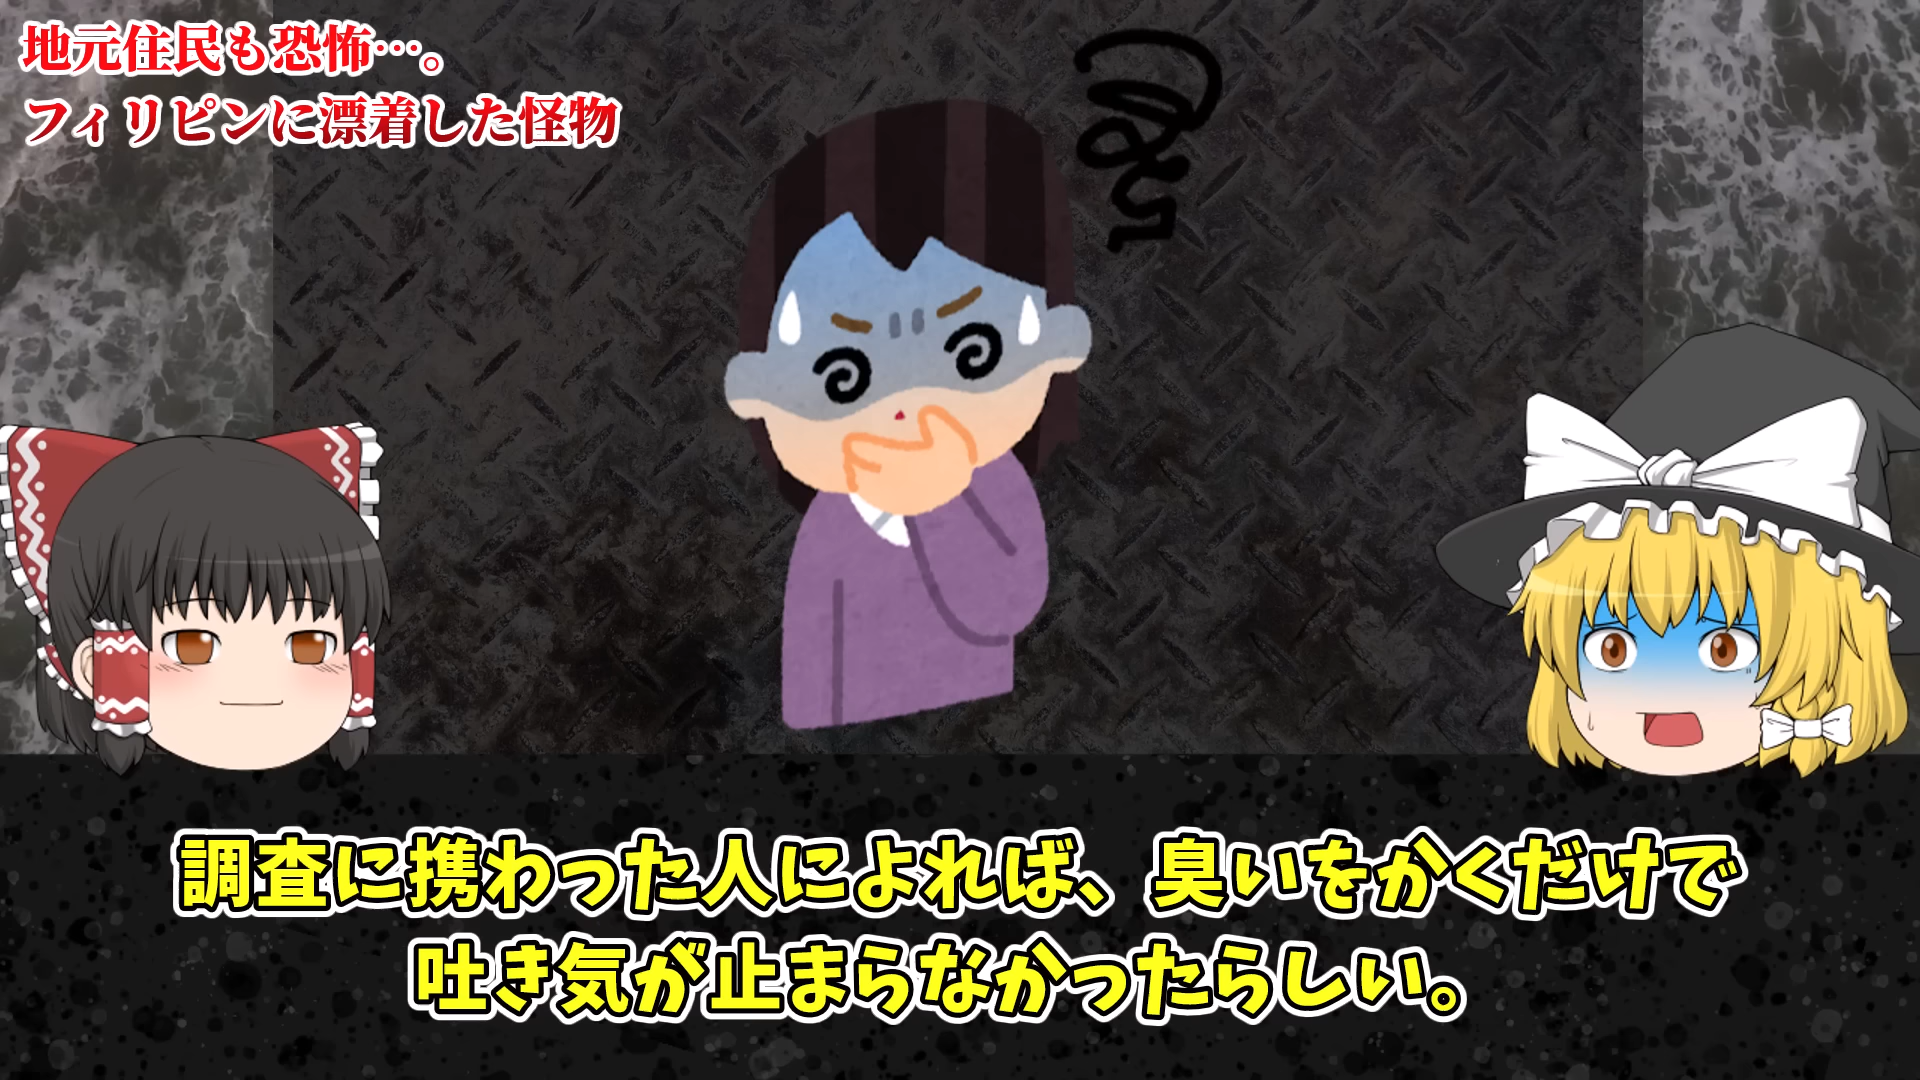 地元住民も恐怖…。
フィリピンに漂着した怪物
調査に携わった人によれば、臭いをかくだけで
吐き気が止まらなかったらしい。